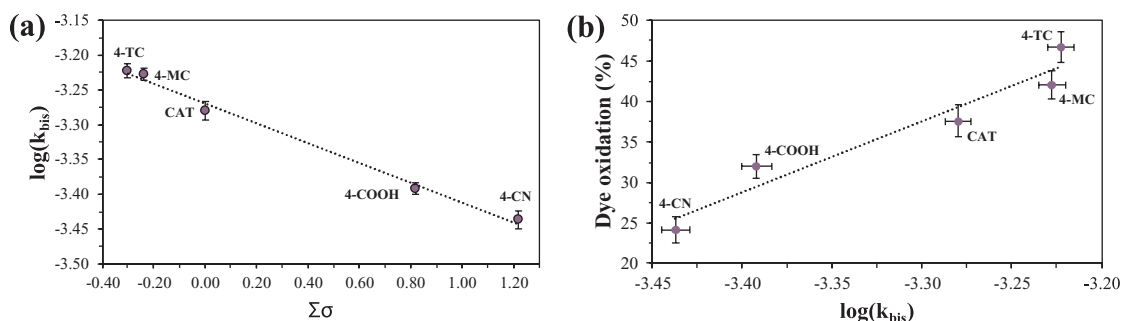 (a)
-3.15
-3.20
-3.25
-3.30
-3.35
-3.40
-3.45
-3.50
log(k_bis)
4-TC
4-MC
CAT
4-COOH
4-CN
-0.40 -0.20 0.00 0.20 0.40 0.60 0.80 1.00 1.20
Σσ
(b)
50
45
40
35
30
25
20
Dye oxidation (%)
4-TC
4-MC
CAT
4-COOH
4-CN
-3.45 -3.40 -3.35 -3.30 -3.25 -3.20
log(k_bis)